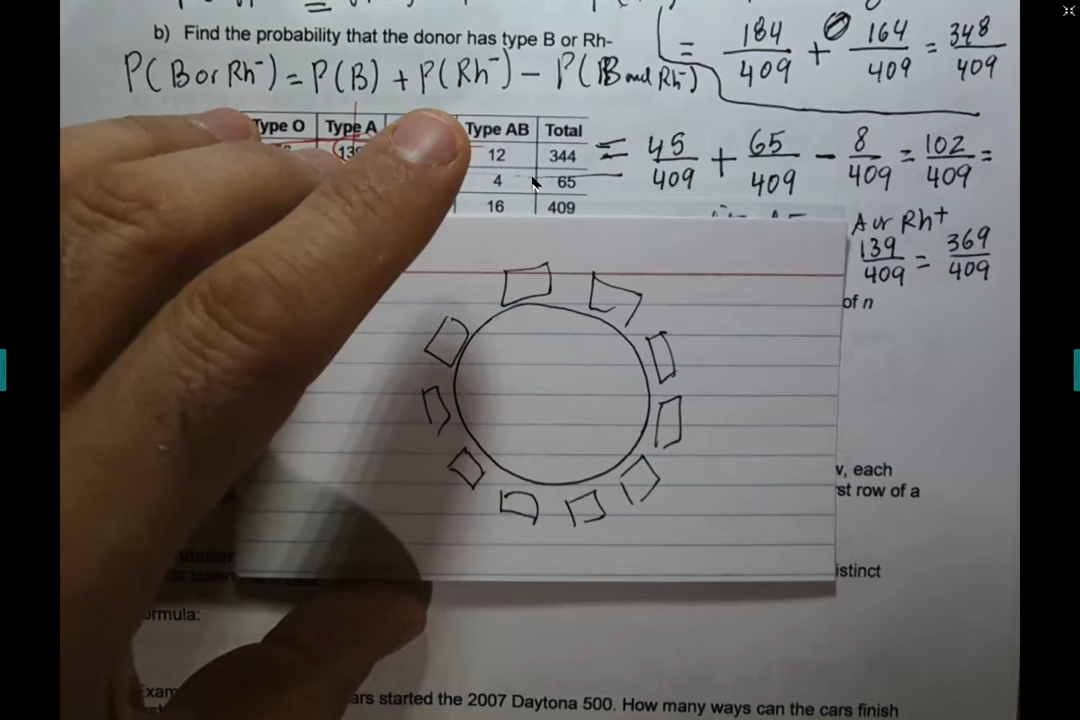 = 184/409 + 0 164/409 = 348/409
b) Find the probability that the donor has type B or Rh-
P(B or Rh⁻) = P(B) + P(Rh⁻) − P(B and Rh⁻)
Type O Type A Type AB Total
12 344
4 65
16 409
= 45/409 + 65/409 − 8/409 = 102/409 =
A or Rh+
139/409 = 369/409
of n
, each
st row of a
istinct
ormula:
Exam
ars started the 2007 Daytona 500. How many ways can the cars finish